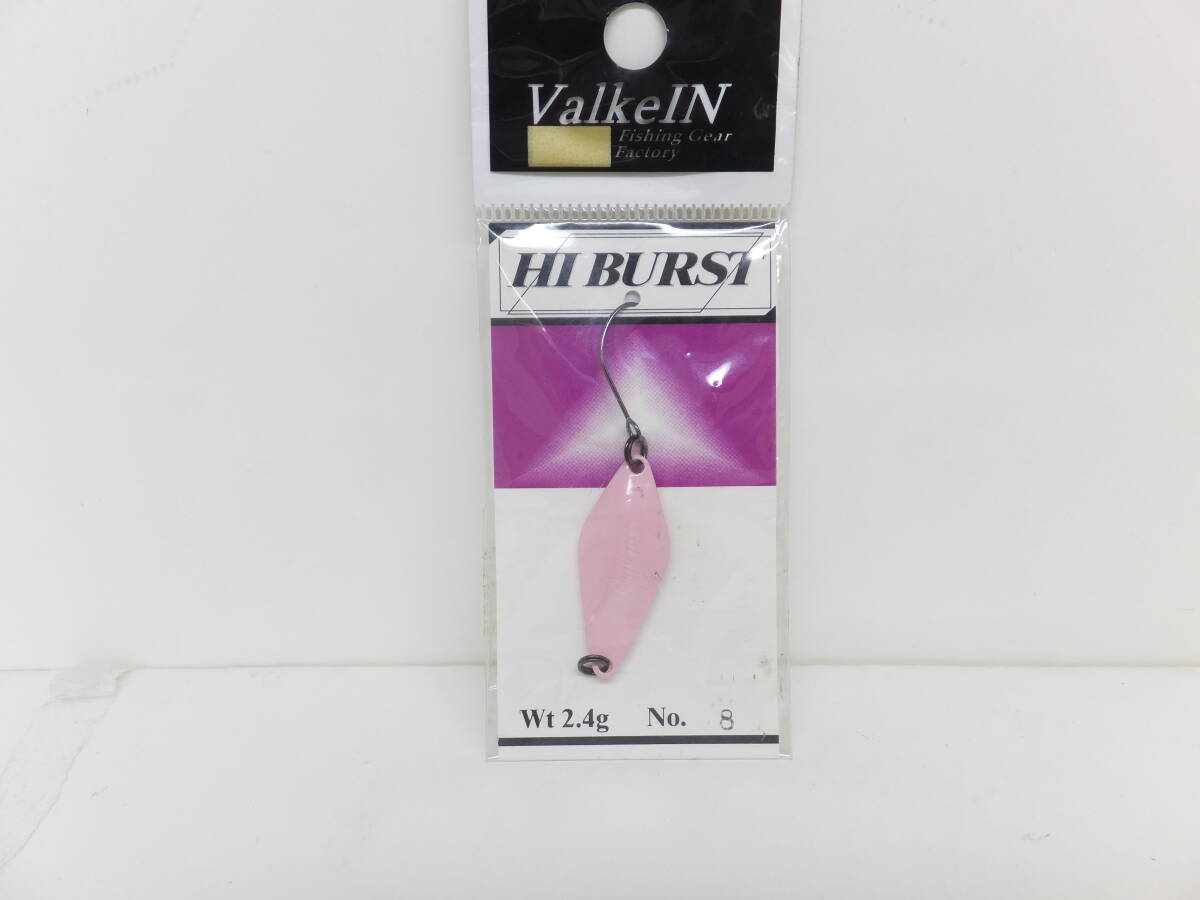 ValkeIN
Fishing Gear
Factory
HI BURST
Wt 2.4g No. 8